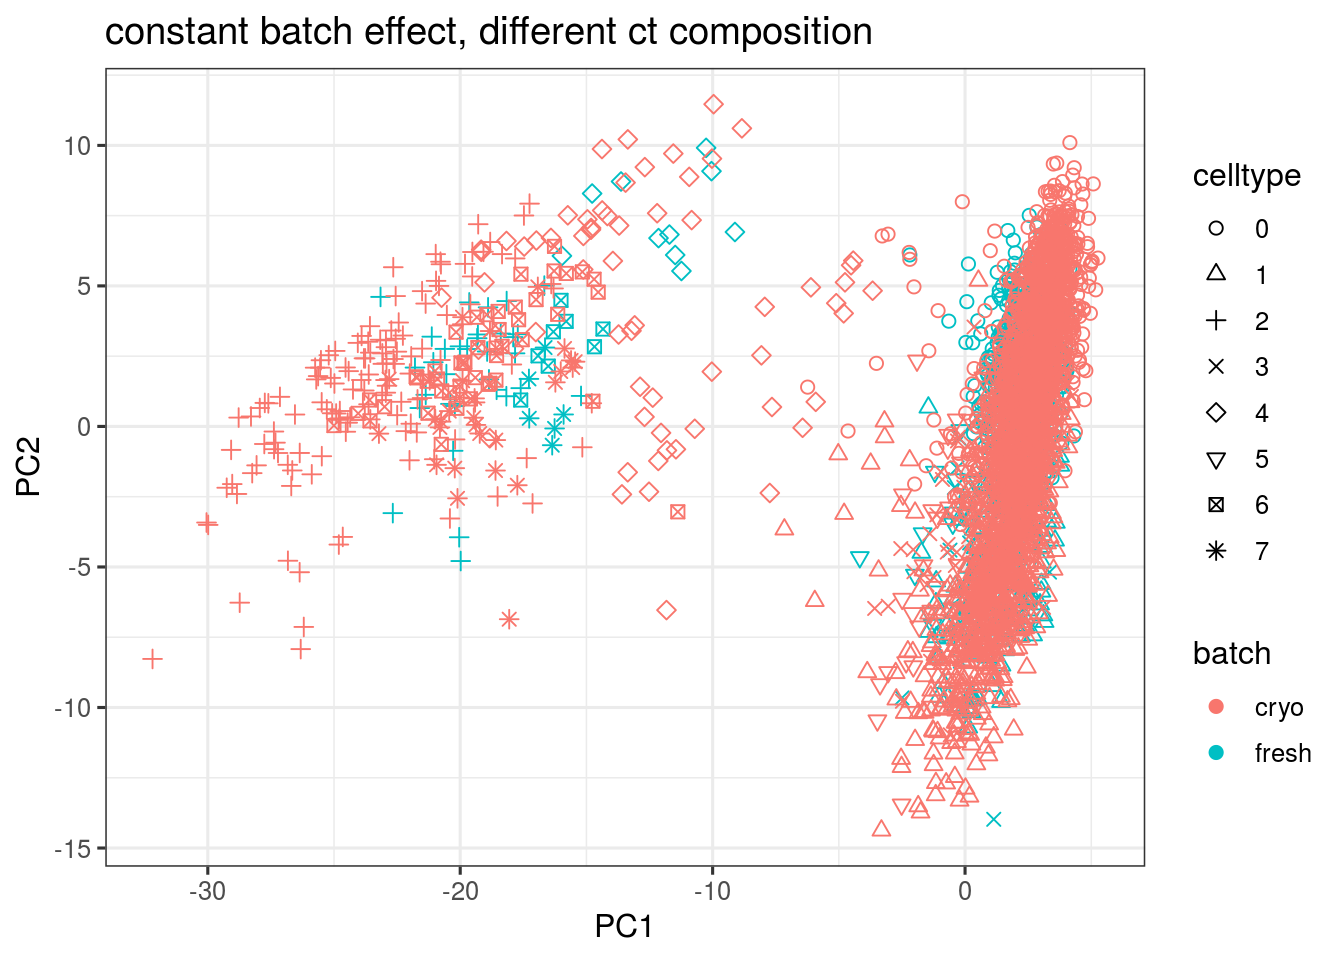 constant batch effect, different ct composition
10
5
0
-5
-10
-15
PC2
-30
-20
-10
0
PC1
celltype
0
1
2
3
4
5
6
7
batch
cryo
fresh